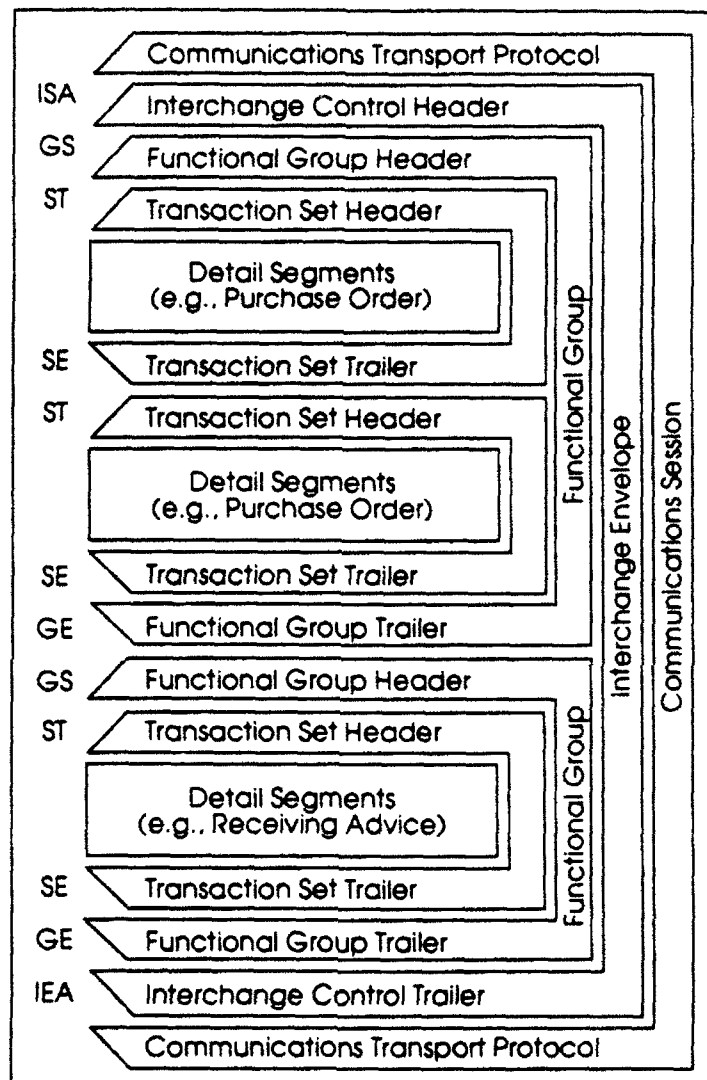 Communications Transport Protocol
ISA Interchange Control Header
GS Functional Group Header
ST Transaction Set Header
Detail Segments
(e.g., Purchase Order)
SE Transaction Set Trailer
ST Transaction Set Header
Detail Segments
(e.g., Purchase Order)
SE Transaction Set Trailer
GE Functional Group Trailer
Functional Group
GS Functional Group Header
ST Transaction Set Header
Detail Segments
(e.g., Receiving Advice)
SE Transaction Set Trailer
GE Functional Group Trailer
Functional Group
IEA Interchange Control Trailer
Interchange Envelope
Communications Transport Protocol
Communications Session